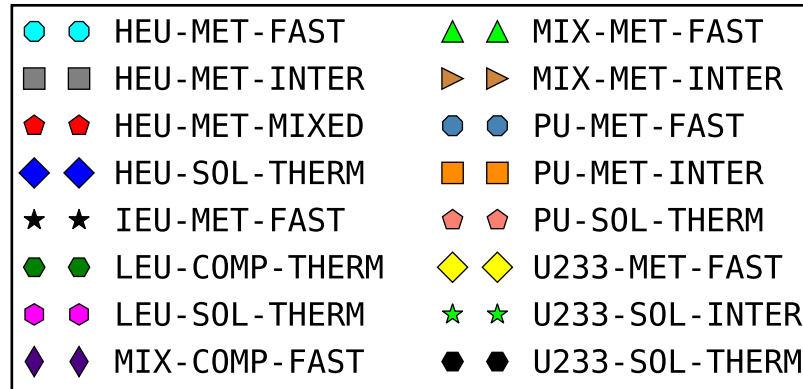 HEU-MET-FAST
HEU-MET-INTER
HEU-MET-MIXED
HEU-SOL-THERM
IEU-MET-FAST
LEU-COMP-THERM
LEU-SOL-THERM
MIX-COMP-FAST
MIX-MET-FAST
MIX-MET-INTER
PU-MET-FAST
PU-MET-INTER
PU-SOL-THERM
U233-MET-FAST
U233-SOL-INTER
U233-SOL-THERM